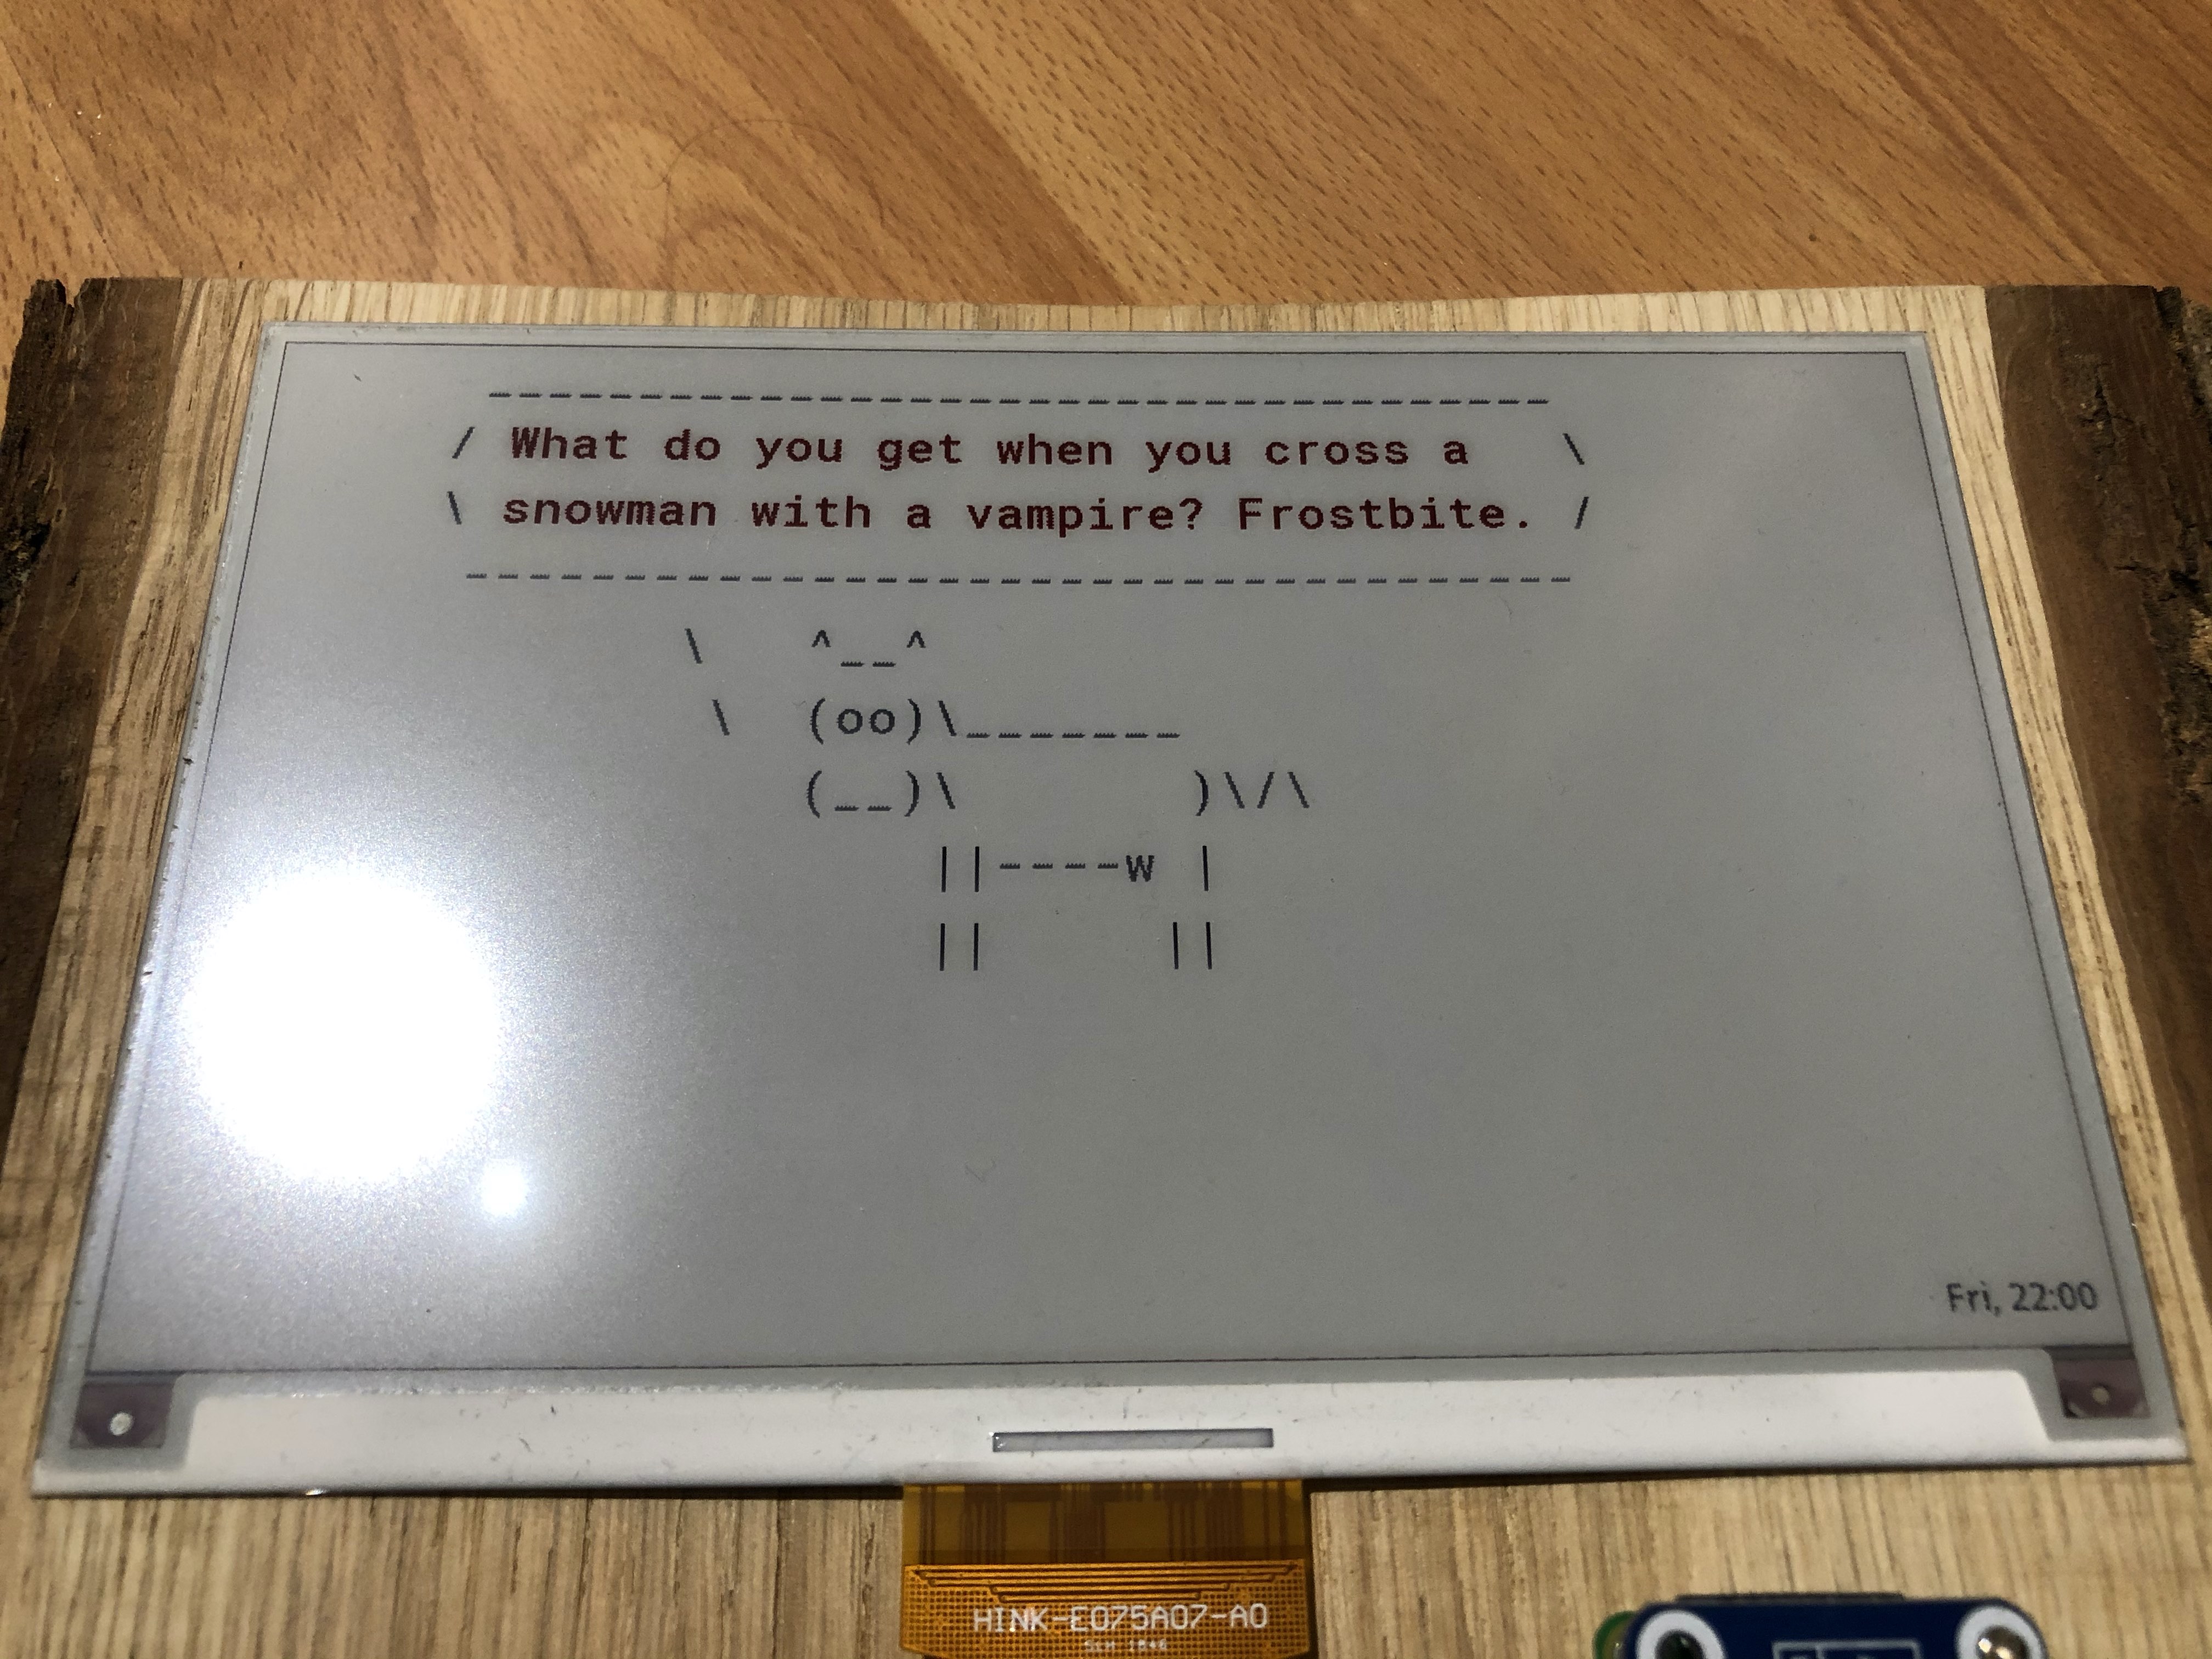 ------------------------------------
/ What do you get when you cross a   \
\ snowman with a vampire? Frostbite. /
 ------------------------------------
        \   ^__^
         \  (oo)\_______
            (__)\       )\/\
                ||----w |
                ||     ||
Fri, 22:00
HINK-E075A07-A0